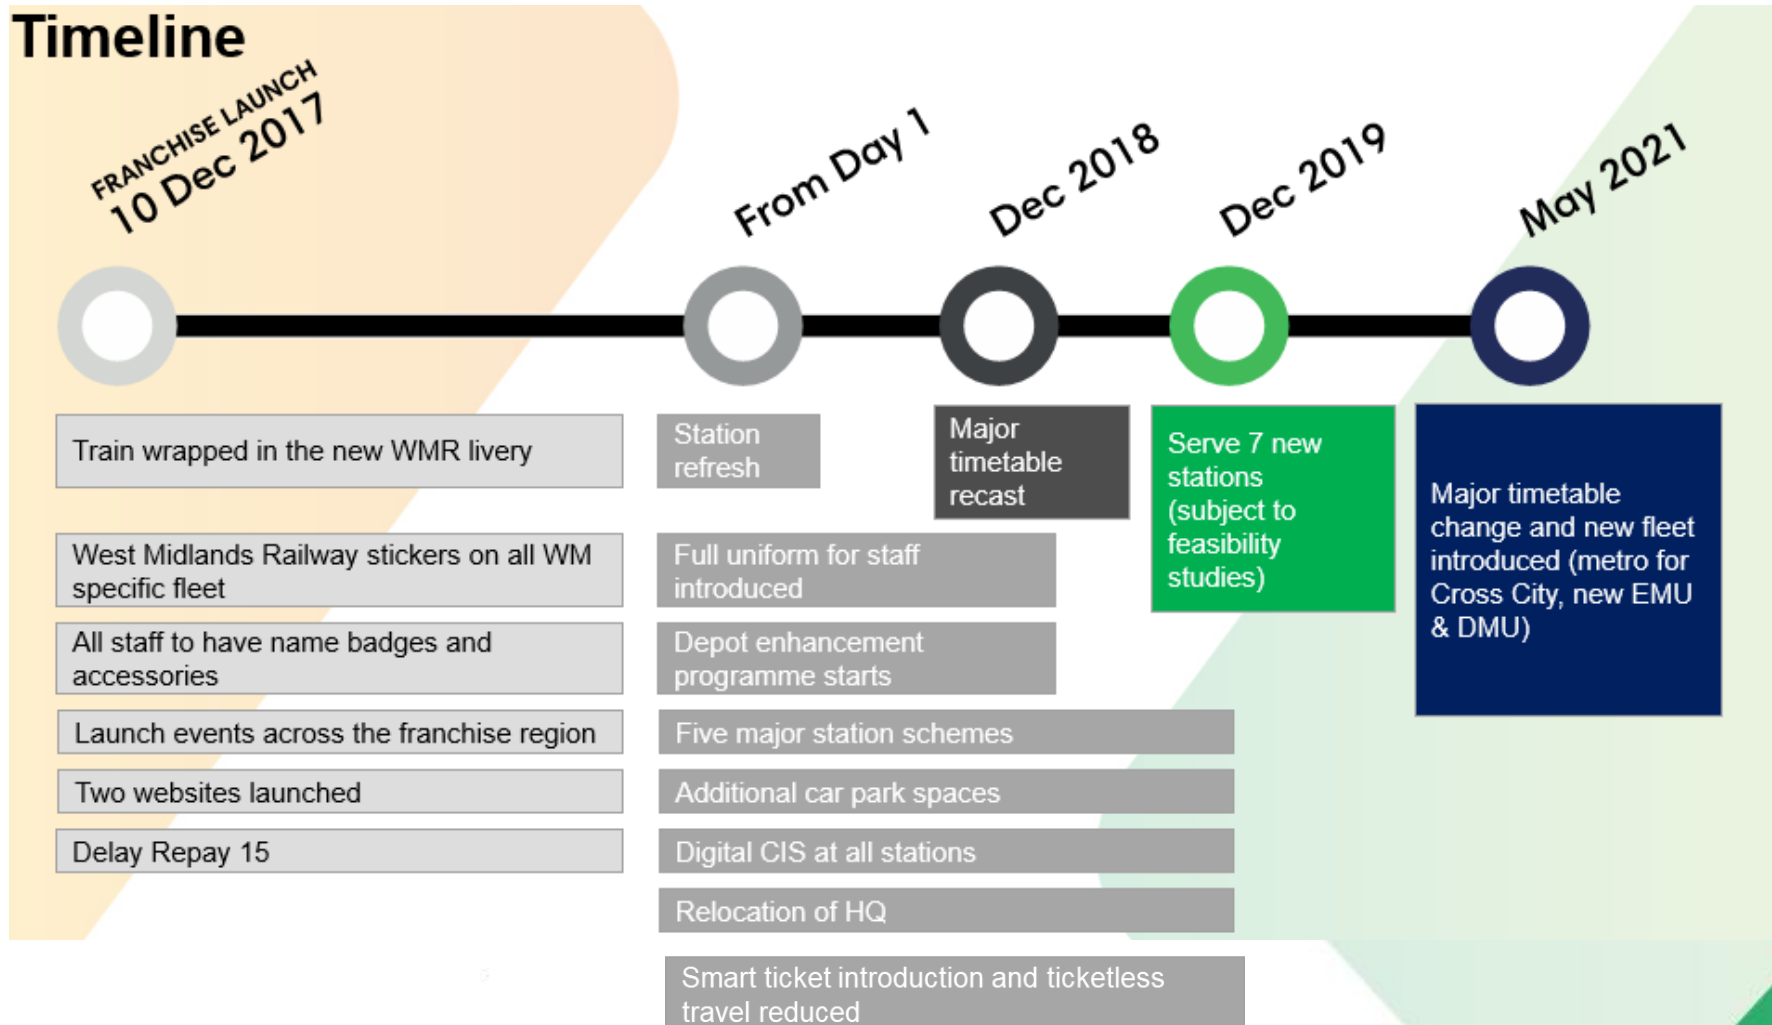 Timeline
FRANCHISE LAUNCH
10 Dec 2017
From Day 1
Dec 2018
Dec 2019
May 2021
Train wrapped in the new WMR livery
West Midlands Railway stickers on all WM
specific fleet
All staff to have name badges and
accessories
Launch events across the franchise region
Two websites launched
Delay Repay 15
Station
refresh
Full uniform for staff
introduced
Depot enhancement
programme starts
Five major station schemes
Additional car park spaces
Digital CIS at all stations
Relocation of HQ
Smart ticket introduction and ticketless
travel reduced
Major
timetable
recast
Serve 7 new
stations
(subject to
feasibility
studies)
Major timetable
change and new fleet
introduced (metro for
Cross City, new EMU
& DMU)